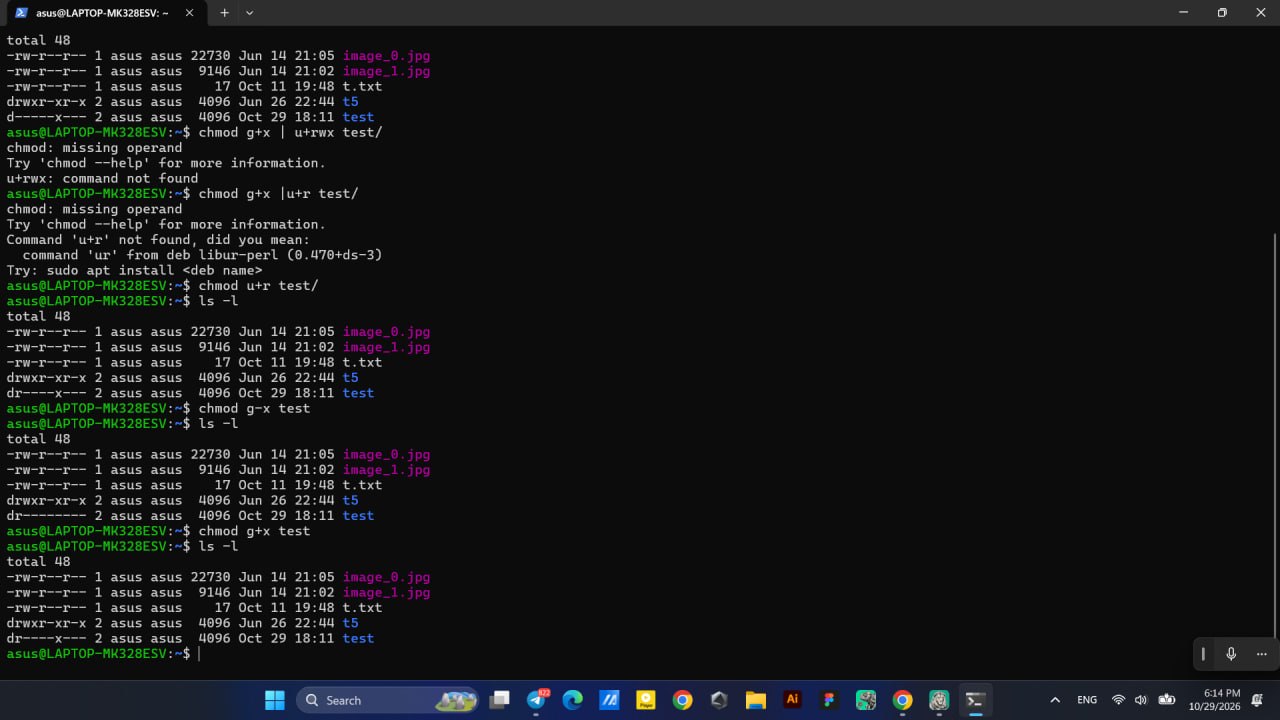 asus@LAPTOP-MK328ESV: ~
total 48
-rw-r--r-- 1 asus asus 22730 Jun 14 21:05 image_0.jpg
-rw-r--r-- 1 asus asus  9146 Jun 14 21:02 image_1.jpg
-rw-r--r-- 1 asus asus    17 Oct 11 19:48 t.txt
drwxr-xr-x 2 asus asus  4096 Jun 26 22:44 t5
d-----x--- 2 asus asus  4096 Oct 29 18:11 test
asus@LAPTOP-MK328ESV:~$ chmod g+x | u+rwx test/
chmod: missing operand
Try 'chmod --help' for more information.
u+rwx: command not found
asus@LAPTOP-MK328ESV:~$ chmod g+x |u+r test/
chmod: missing operand
Try 'chmod --help' for more information.
Command 'u+r' not found, did you mean:
  command 'ur' from deb libur-perl (0.470+ds-3)
Try: sudo apt install <deb name>
asus@LAPTOP-MK328ESV:~$ chmod u+r test/
asus@LAPTOP-MK328ESV:~$ ls -l
total 48
-rw-r--r-- 1 asus asus 22730 Jun 14 21:05 image_0.jpg
-rw-r--r-- 1 asus asus  9146 Jun 14 21:02 image_1.jpg
-rw-r--r-- 1 asus asus    17 Oct 11 19:48 t.txt
drwxr-xr-x 2 asus asus  4096 Jun 26 22:44 t5
dr----x--- 2 asus asus  4096 Oct 29 18:11 test
asus@LAPTOP-MK328ESV:~$ chmod g-x test
asus@LAPTOP-MK328ESV:~$ ls -l
total 48
-rw-r--r-- 1 asus asus 22730 Jun 14 21:05 image_0.jpg
-rw-r--r-- 1 asus asus  9146 Jun 14 21:02 image_1.jpg
-rw-r--r-- 1 asus asus    17 Oct 11 19:48 t.txt
drwxr-xr-x 2 asus asus  4096 Jun 26 22:44 t5
dr-------- 2 asus asus  4096 Oct 29 18:11 test
asus@LAPTOP-MK328ESV:~$ chmod g+x test
asus@LAPTOP-MK328ESV:~$ ls -l
total 48
-rw-r--r-- 1 asus asus 22730 Jun 14 21:05 image_0.jpg
-rw-r--r-- 1 asus asus  9146 Jun 14 21:02 image_1.jpg
-rw-r--r-- 1 asus asus    17 Oct 11 19:48 t.txt
drwxr-xr-x 2 asus asus  4096 Jun 26 22:44 t5
dr----x--- 2 asus asus  4096 Oct 29 18:11 test
asus@LAPTOP-MK328ESV:~$
Search
822
Player
Ai
ENG
6:14 PM
10/29/2026